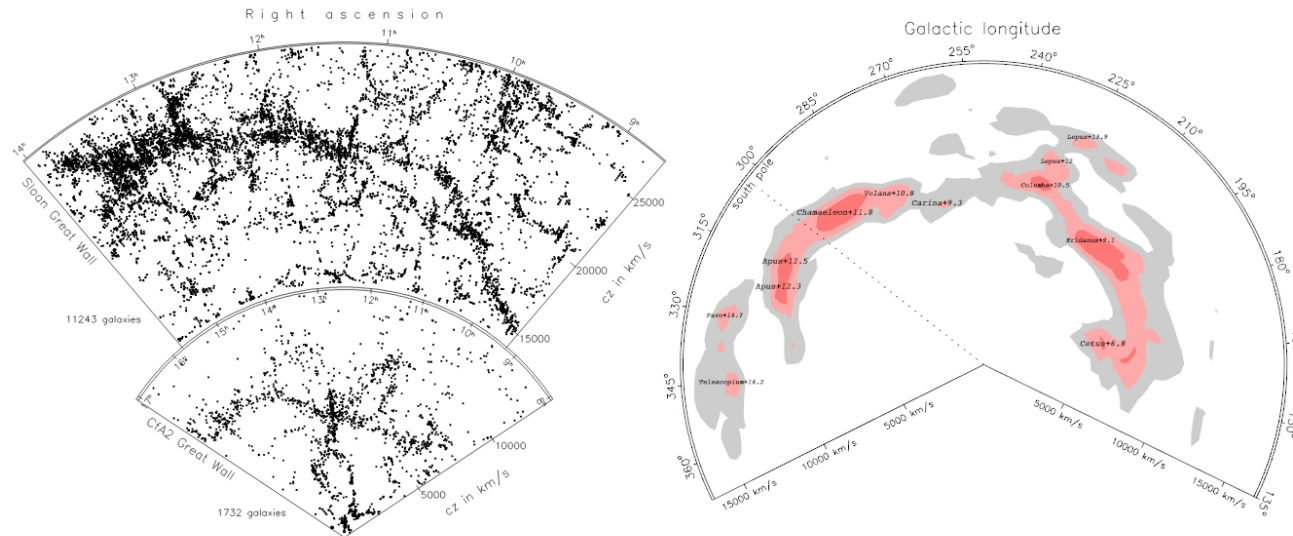 Right ascension
14ʰ
13ʰ
12ʰ
11ʰ
10ʰ
9ʰ
Sloan Great Wall
11243 galaxies
25000
20000
15000
cz in km/s
16ʰ
15ʰ
14ʰ
13ʰ
12ʰ
11ʰ
10ʰ
9ʰ
8ʰ
CfA2 Great Wall
1732 galaxies
10000
5000
cz in km/s
Galactic longitude
360°
345°
330°
315°
300°
285°
270°
255°
240°
225°
210°
195°
180°
135°
south pole
Lepus+12
Columba+10.5
Volans+10.8
Carina+9.3
Chamaeleon+11.8
Eridanus+9.1
Apus+12.5
Apus+12.3
Pavo+14.7
Cetus+6.8
Telescopium+14.2
5000 km/s
10000 km/s
15000 km/s
5000 km/s
10000 km/s
15000 km/s